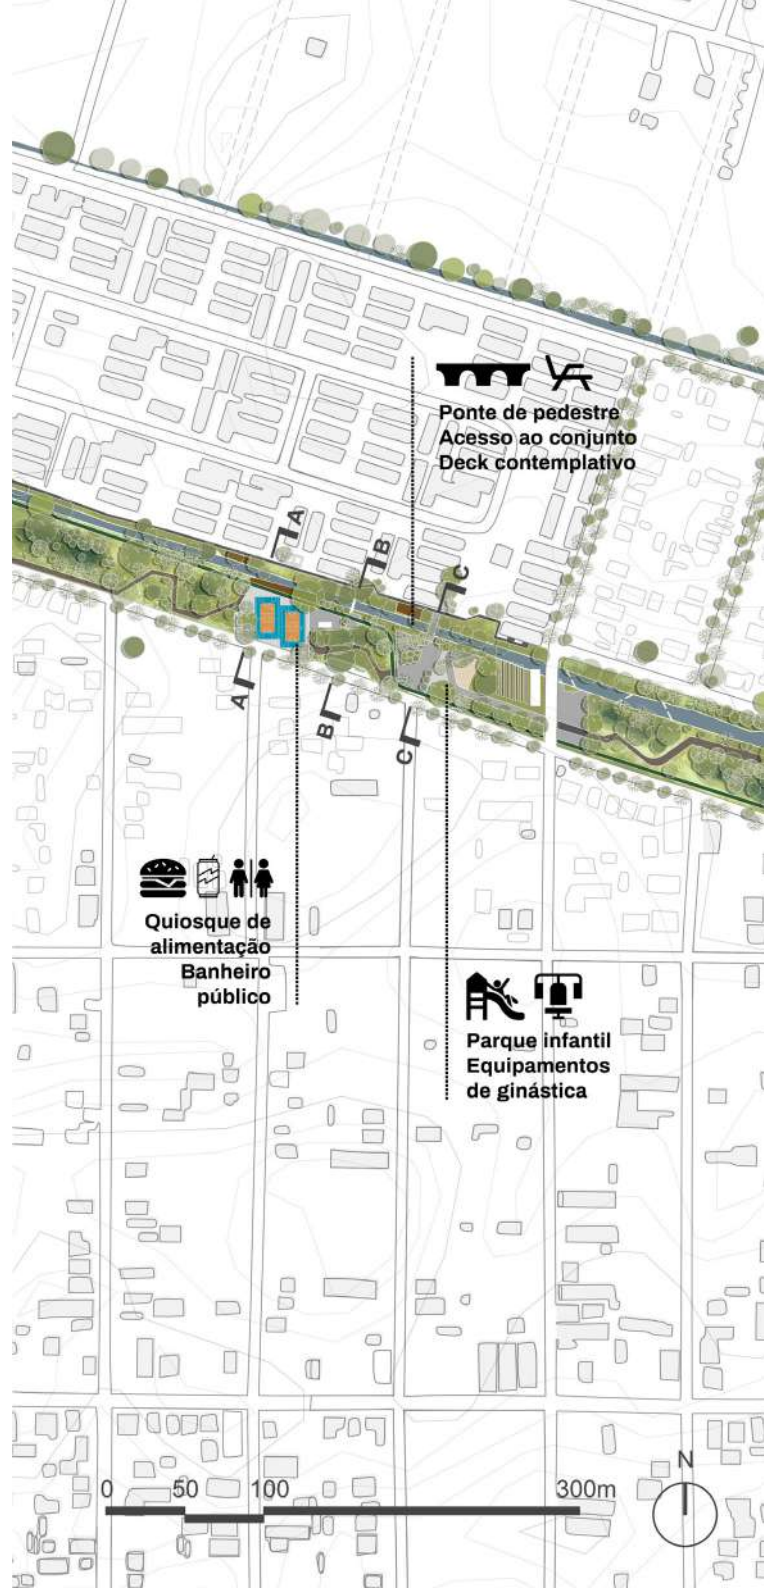 Ponte de pedestre
Acesso ao conjunto
Deck contemplativo
A
B
C
A
B
C
Quiosque de
alimentação
Banheiro
público
Parque infantil
Equipamentos
de ginástica
N
0 50 100 300m